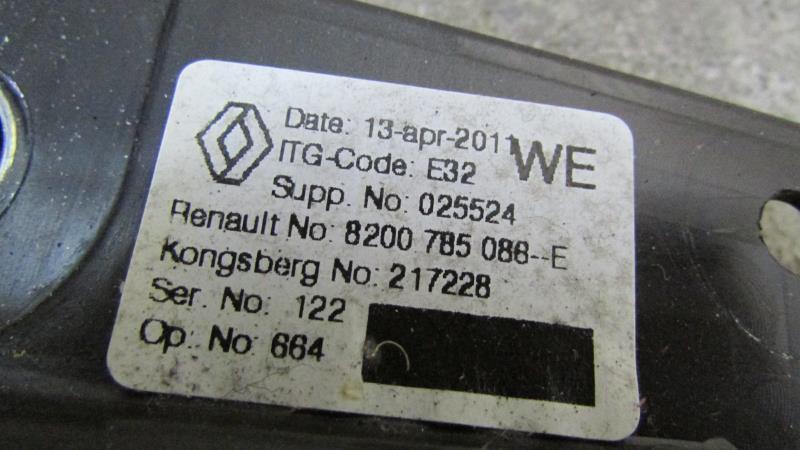 Date: 13-apr-2011
WE
ITG-Code: E32
Supp. No: 025524
Renault No: 8200 785 086--E
Kongsberg No: 217228
Ser. No: 122
Op. No 664